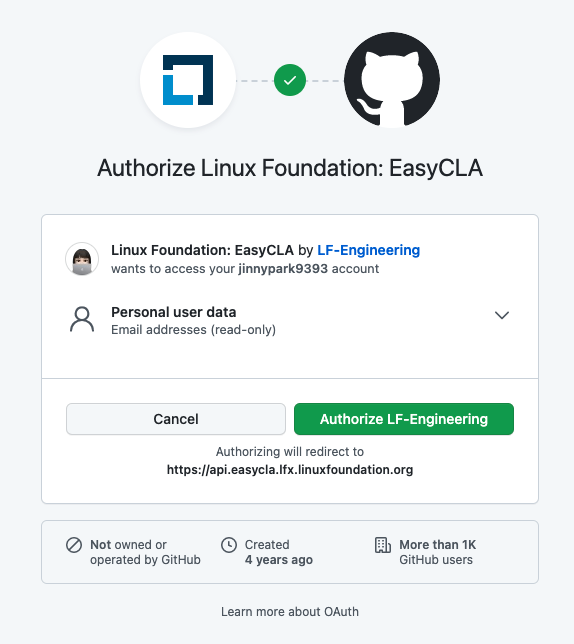 Authorize Linux Foundation: EasyCLA
Linux Foundation: EasyCLA by LF-Engineering
wants to access your jinnypark9393 account
Personal user data
Email addresses (read-only)
Cancel
Authorize LF-Engineering
Authorizing will redirect to
https://api.easycla.lfx.linuxfoundation.org
Not owned or
operated by GitHub
Created
4 years ago
More than 1K
GitHub users
Learn more about OAuth